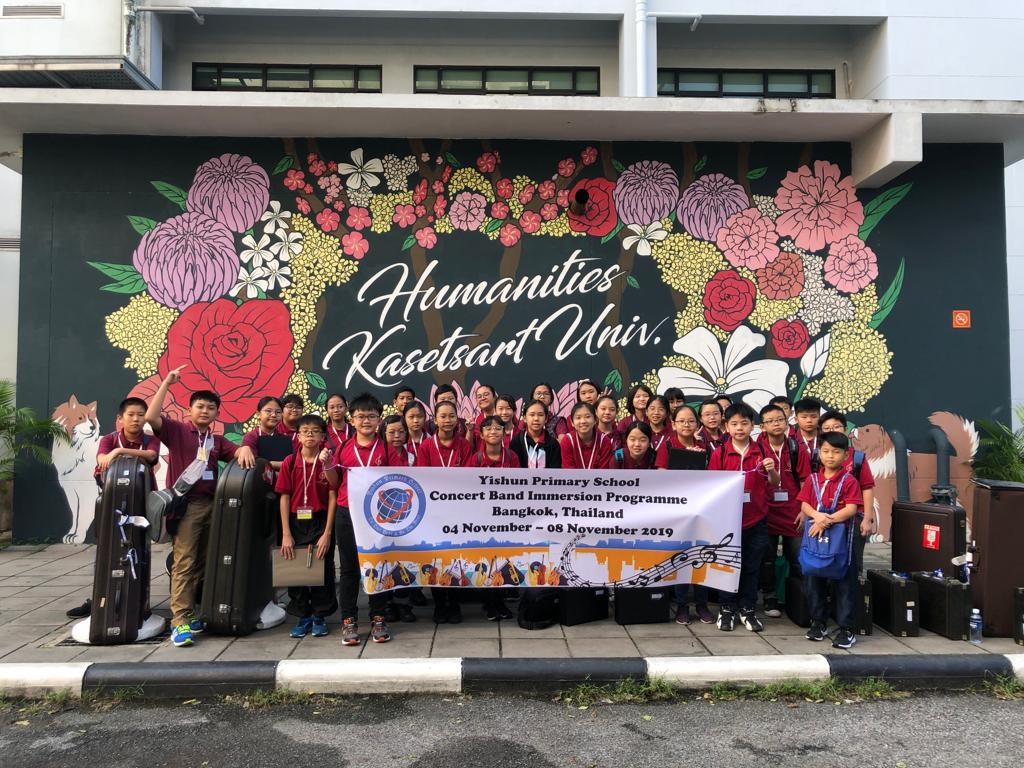 Humanities
Kasetsart Univ.
Yishun Primary School
Concert Band Immersion Programme
Bangkok, Thailand
04 November – 08 November 2019